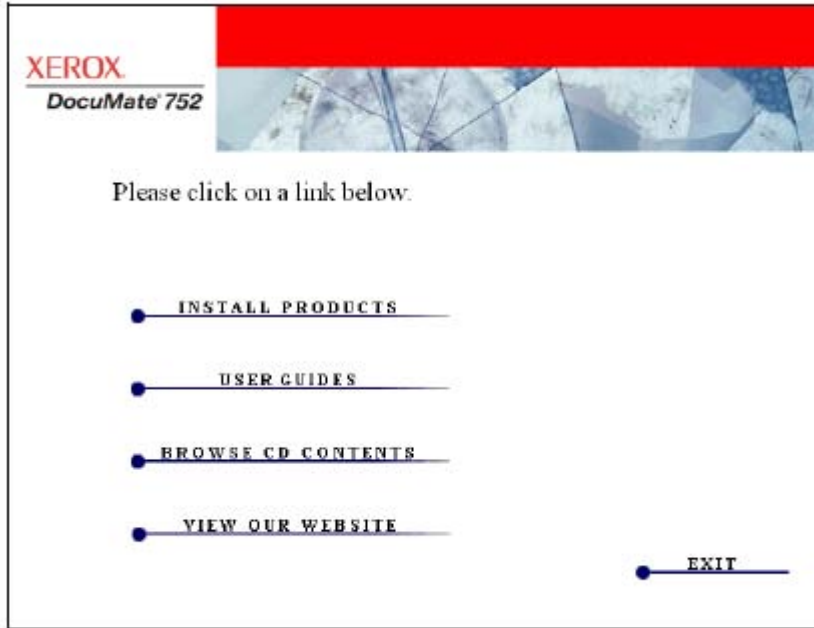 XEROX
DocuMate® 752
Please click on a link below.
INSTALL PRODUCTS
USER GUIDES
BROWSE CD CONTENTS
VIEW OUR WEBSITE
EXIT